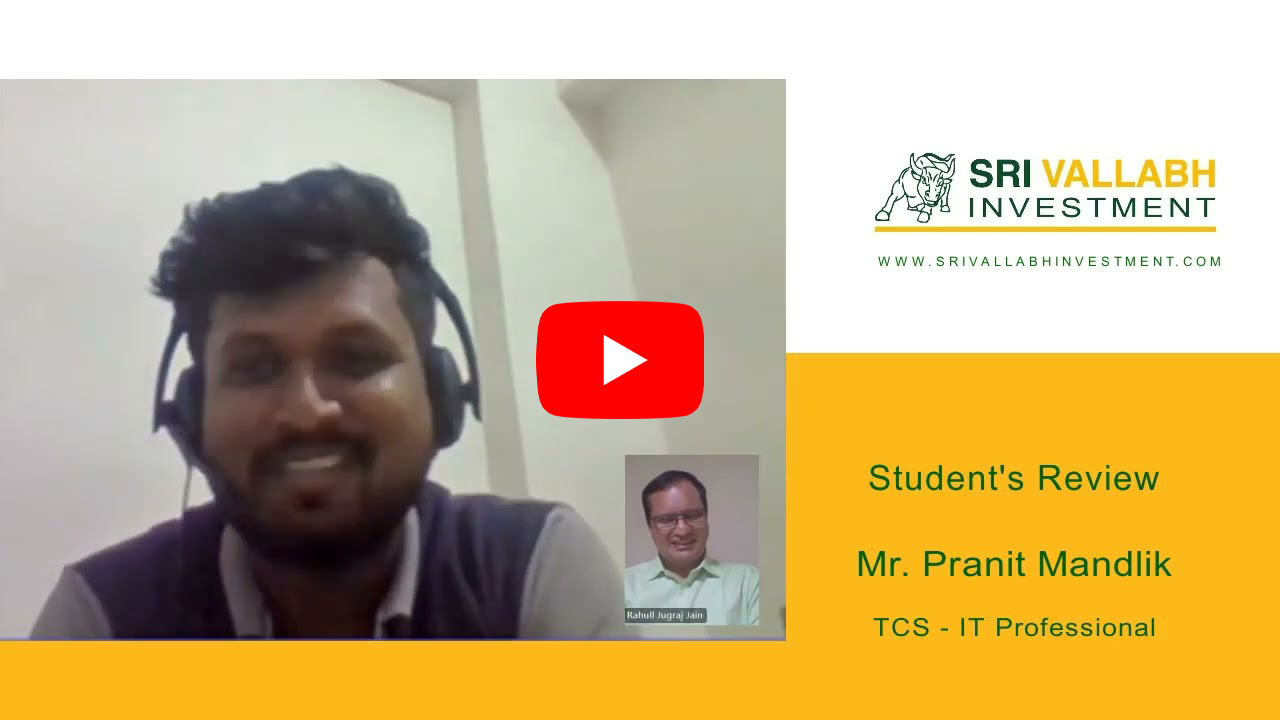 SRI VALLABH
INVESTMENT
WWW.SRIVALLABHINVESTMENT.COM
Student's Review
Mr. Pranit Mandlik
TCS - IT Professional
Rahull Jugraj Jain